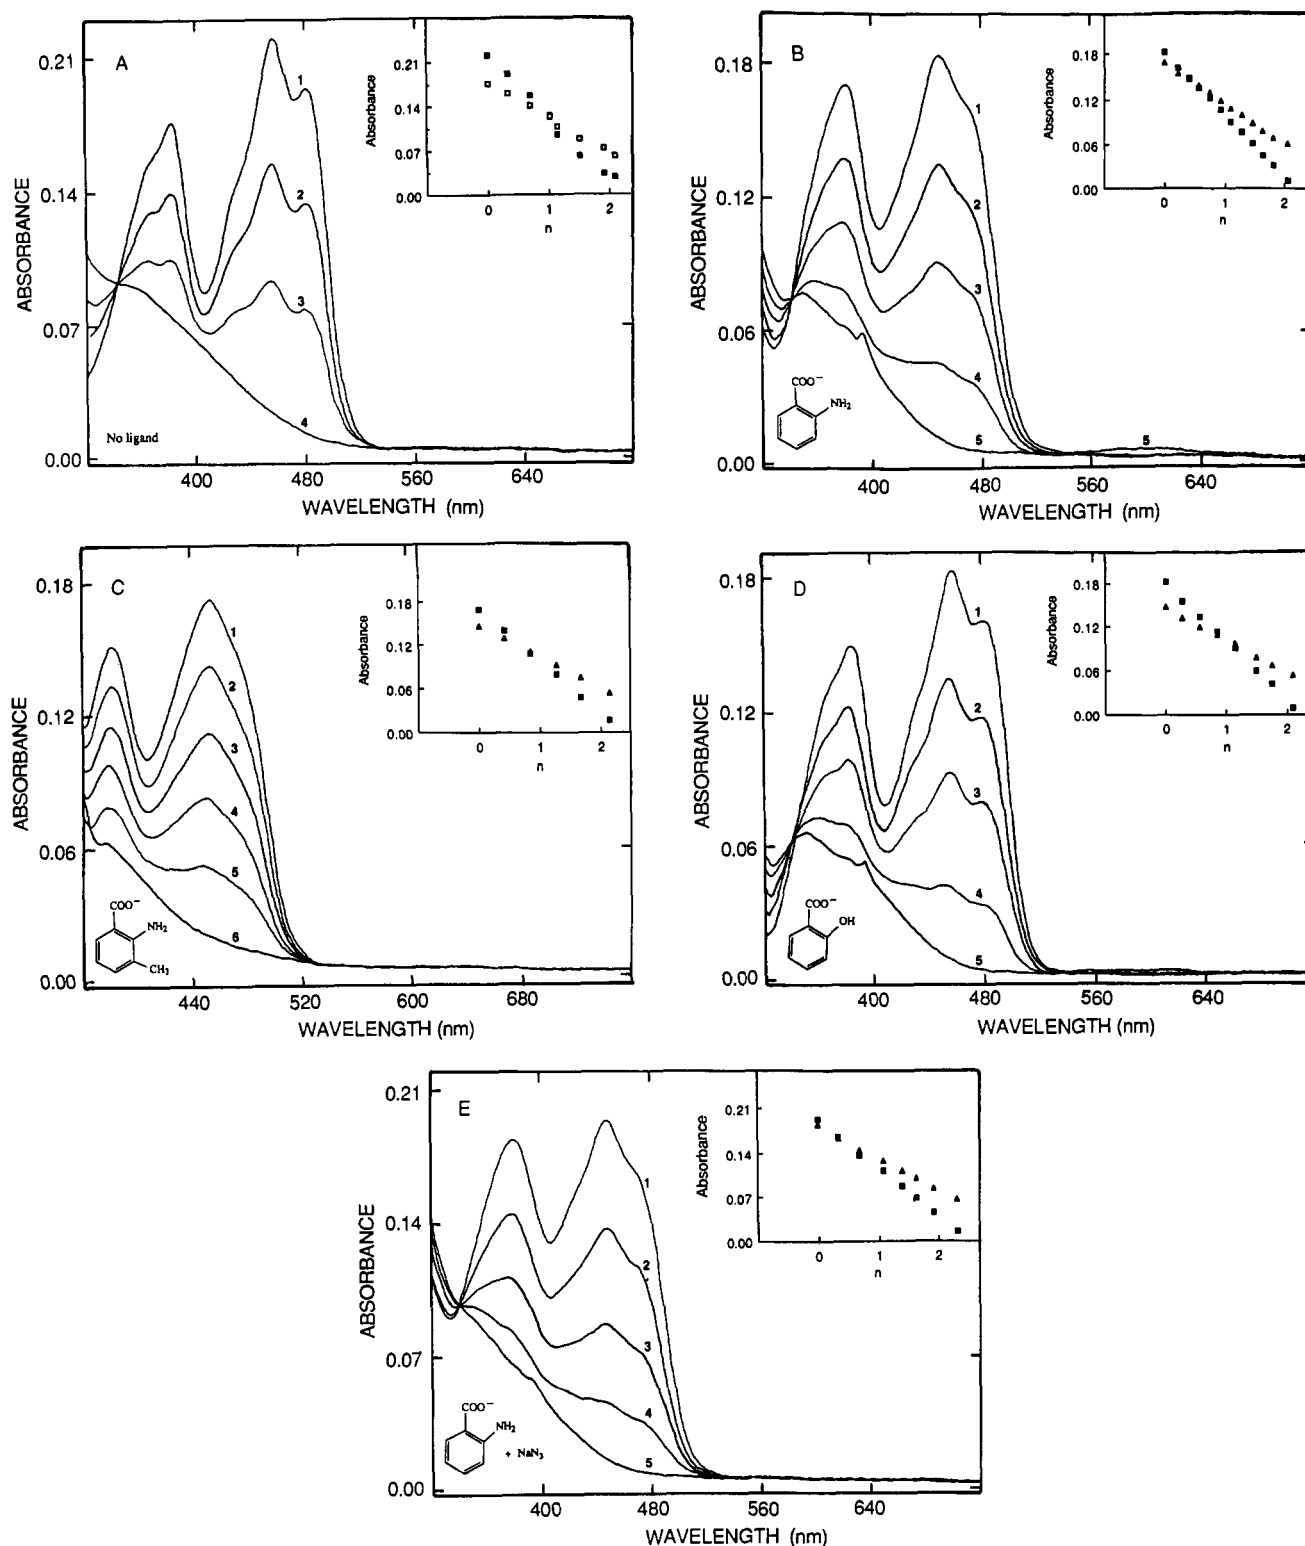 A
ABSORBANCE
0.21
0.14
0.07
0.00
400 480 560 640
WAVELENGTH (nm)
1
2
3
4
No ligand
Absorbance
0.21
0.14
0.07
0.00
0 1 2
n
B
ABSORBANCE
0.18
0.12
0.06
0.00
400 480 560 640
WAVELENGTH (nm)
1
2
3
4
5
5
COO⁻
NH₂
Absorbance
0.18
0.12
0.06
0.00
0 1 2
n
C
ABSORBANCE
0.18
0.12
0.06
0.00
440 520 600 680
WAVELENGTH (nm)
1
2
3
4
5
6
COO⁻
NH₂
CH₃
Absorbance
0.18
0.12
0.06
0.00
0 1 2
n
D
ABSORBANCE
0.18
0.12
0.06
0.00
400 480 560 640
WAVELENGTH (nm)
1
2
3
4
5
COO⁻
OH
Absorbance
0.18
0.12
0.06
0.00
0 1 2
n
E
ABSORBANCE
0.21
0.14
0.07
0.00
400 480 560 640
WAVELENGTH (nm)
1
2
3
4
5
COO⁻
NH₂
+ NaN₃
Absorbance
0.21
0.14
0.07
0.00
0 1 2
n